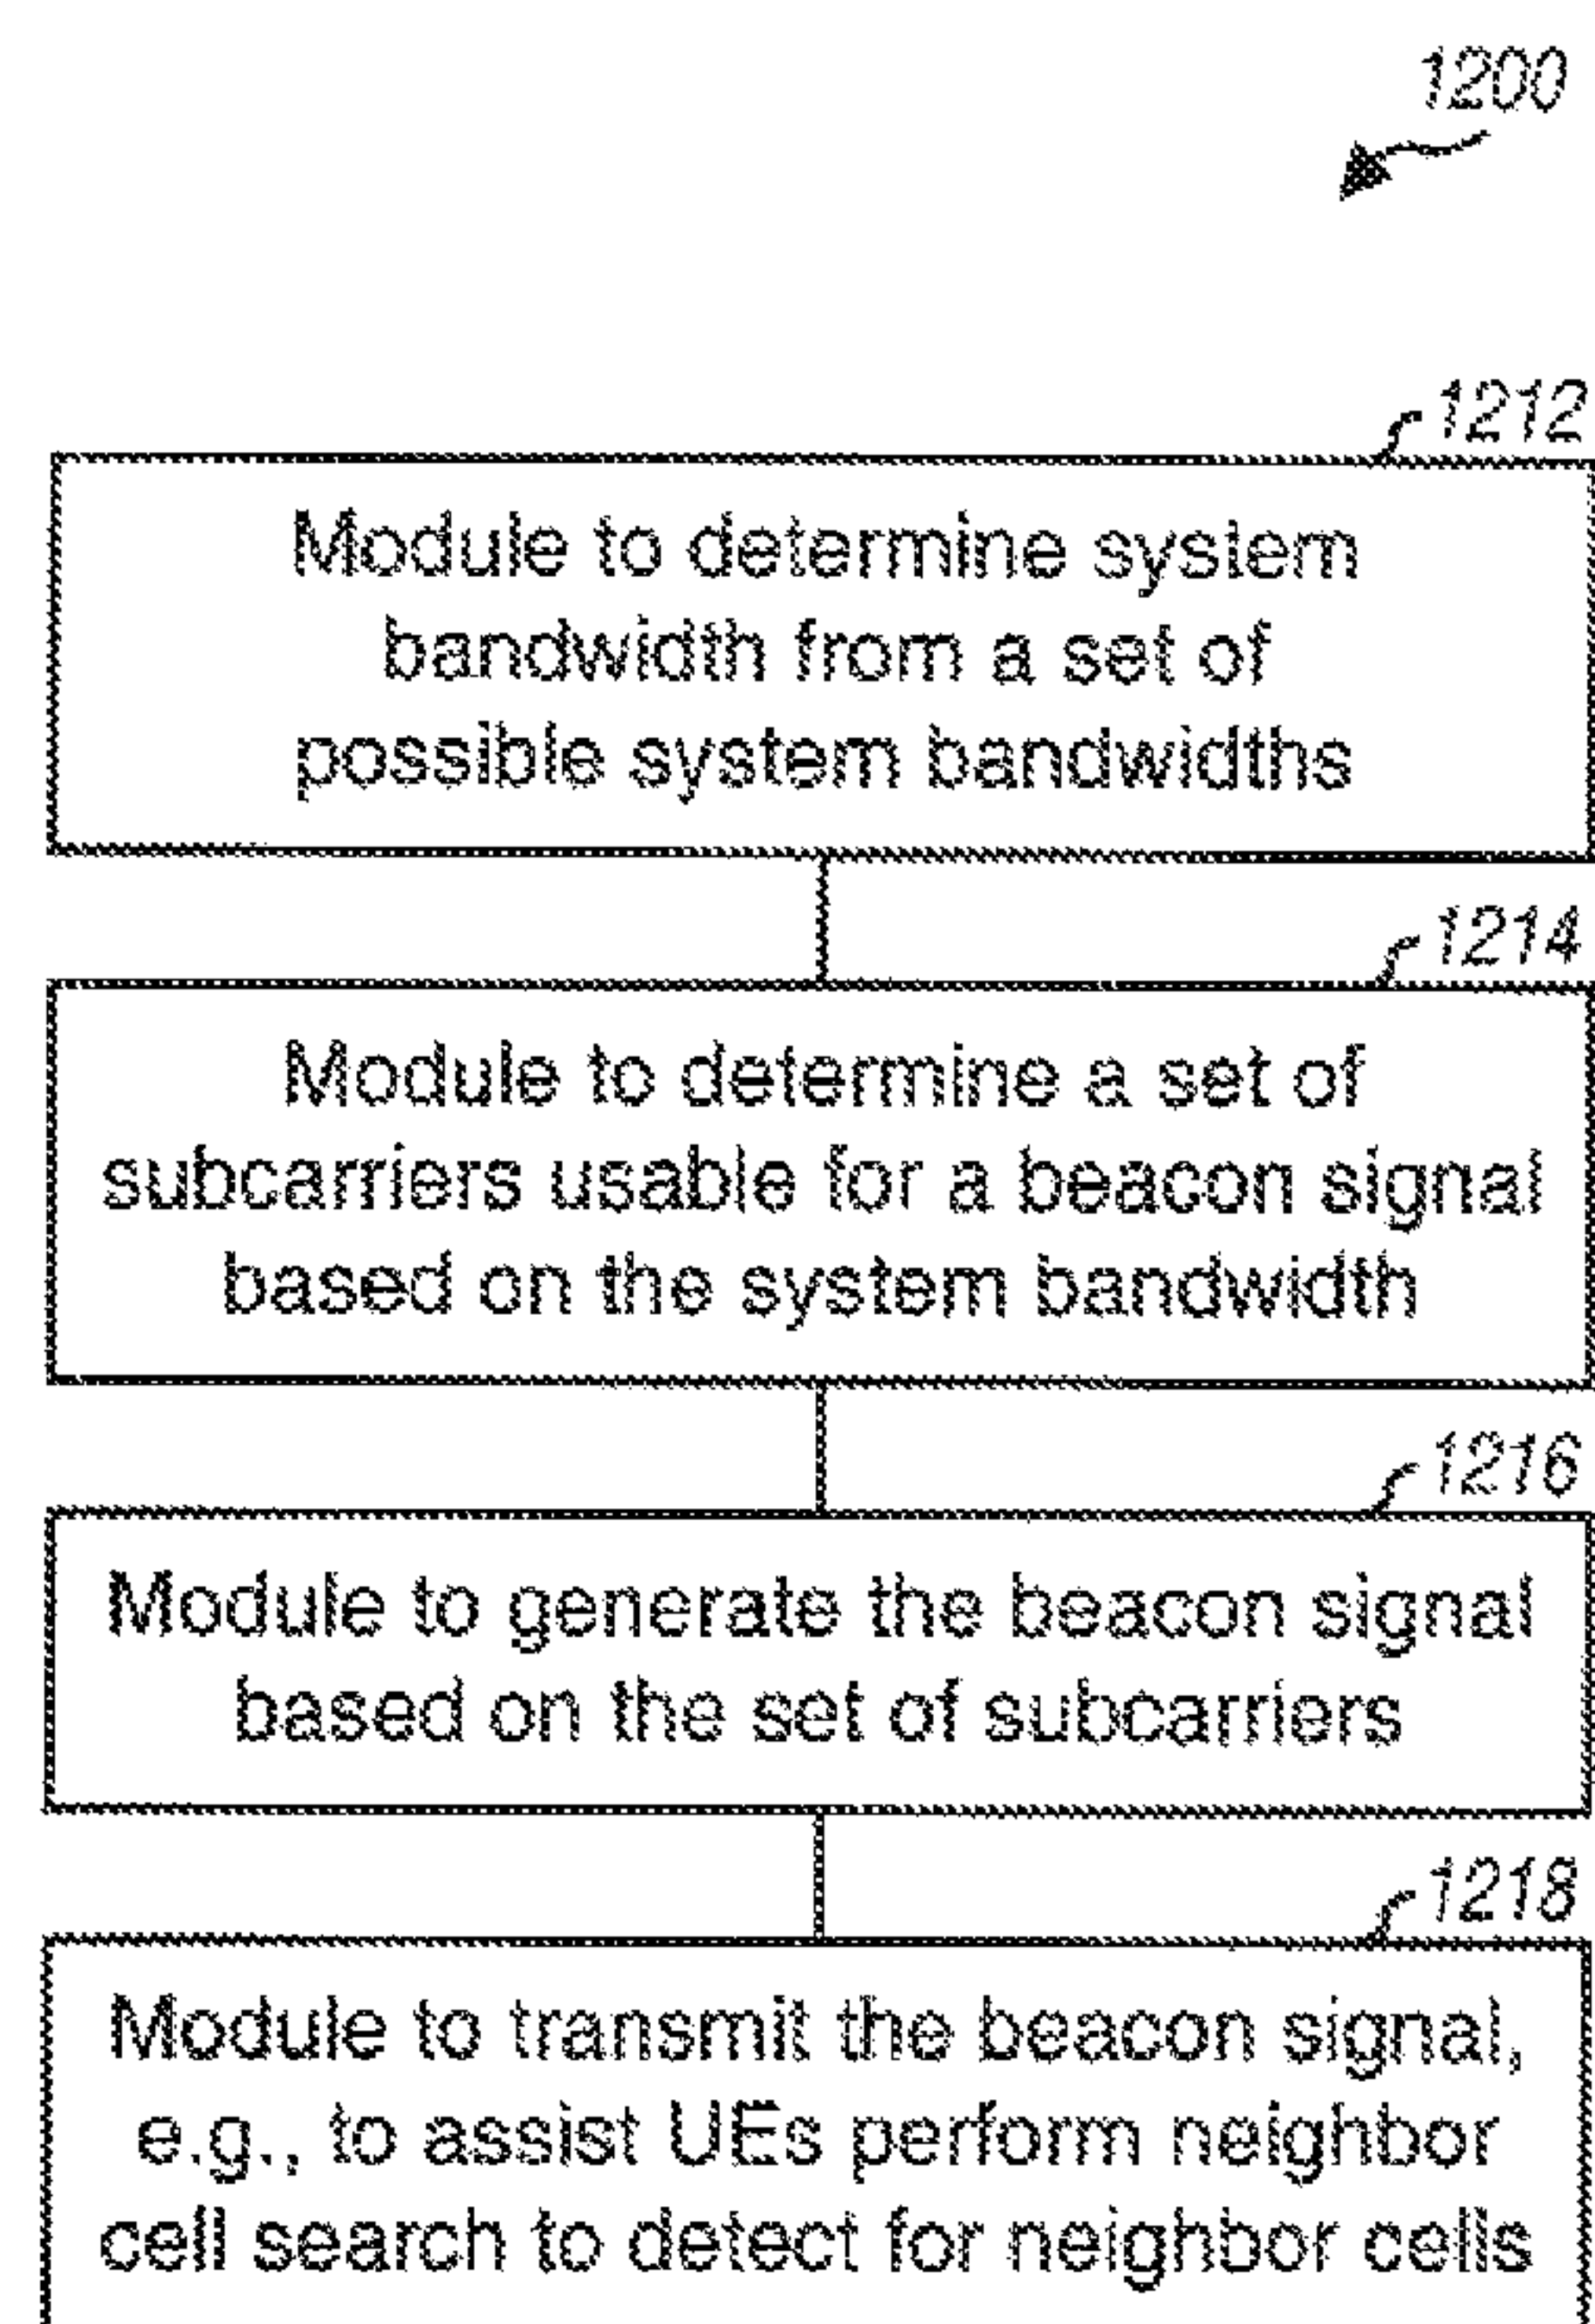 1200
1212
Module to determine system
bandwidth from a set of
possible system bandwidths
1214
Module to determine a set of
subcarriers usable for a beacon signal
based on the system bandwidth
1216
Module to generate the beacon signal
based on the set of subcarriers
1218
Module to transmit the beacon signal,
e.g., to assist UEs perform neighbor
cell search to detect for neighbor cells